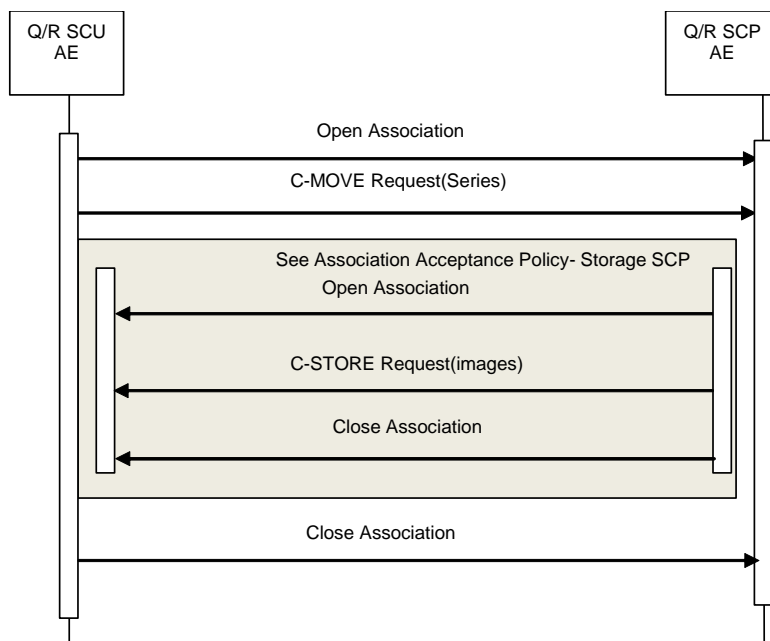 Q/R SCU
AE
Q/R SCP
AE
Open Association
C-MOVE Request(Series)
See Association Acceptance Policy- Storage SCP
Open Association
C-STORE Request(images)
Close Association
Close Association